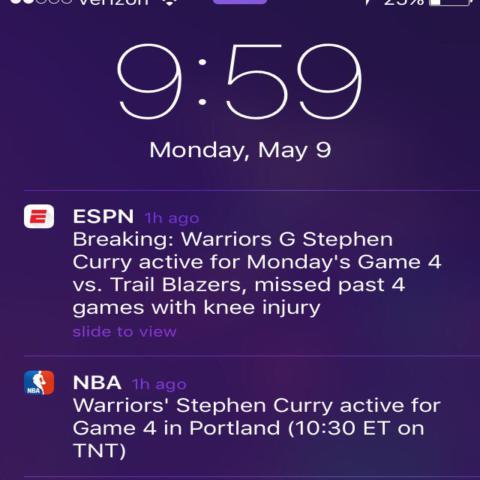 verizon 23%
9:59
Monday, May 9
ESPN 1h ago
Breaking: Warriors G Stephen
Curry active for Monday's Game 4
vs. Trail Blazers, missed past 4
games with knee injury
slide to view
NBA
NBA 1h ago
Warriors' Stephen Curry active for
Game 4 in Portland (10:30 ET on
TNT)